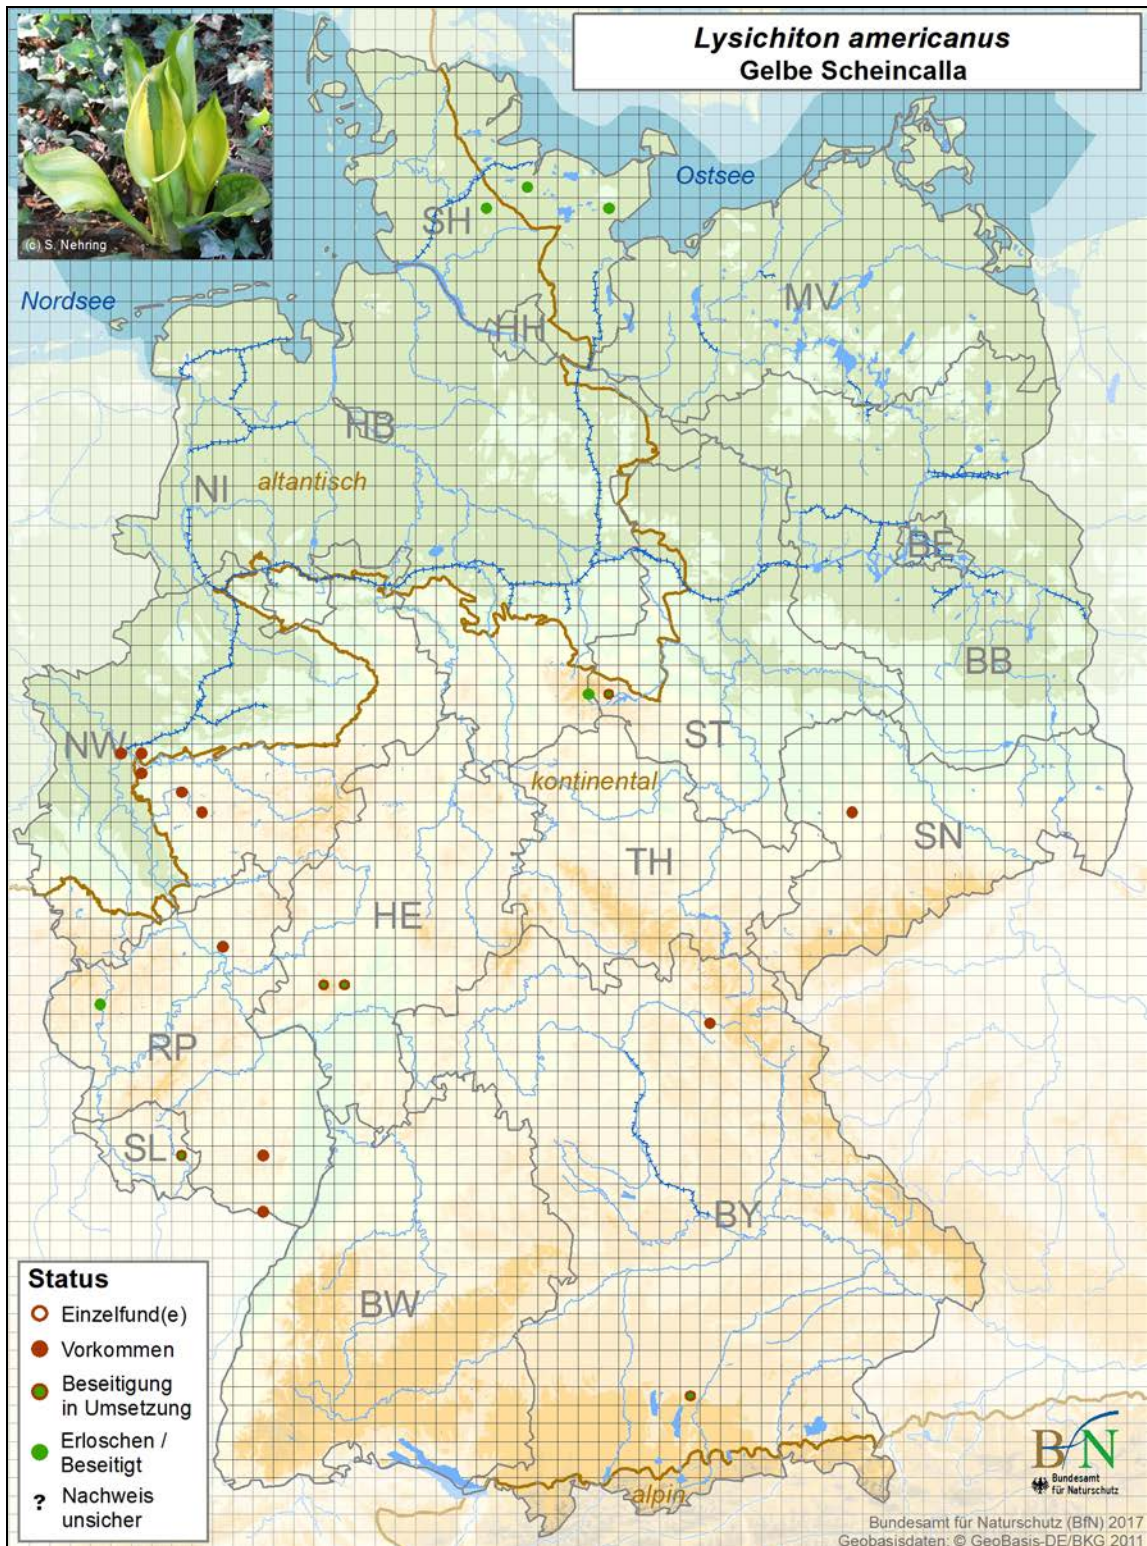 Lysichiton americanus
Gelbe Scheincalla
(c) S. Nehring
Ostsee
SH
Nordsee
MV
HH
HB
NI
altantisch
BE
BB
NW
ST
kontinental
SN
TH
HE
RP
SL
BY
BW
alpin
Status
Einzelfund(e)
Vorkommen
Beseitigung
in Umsetzung
Erloschen /
Beseitigt
? Nachweis
unsicher
BfN
Bundesamt
für Naturschutz
Bundesamt für Naturschutz (BfN) 2017
Geobasisdaten: © GeoBasis-DE/BKG 2011